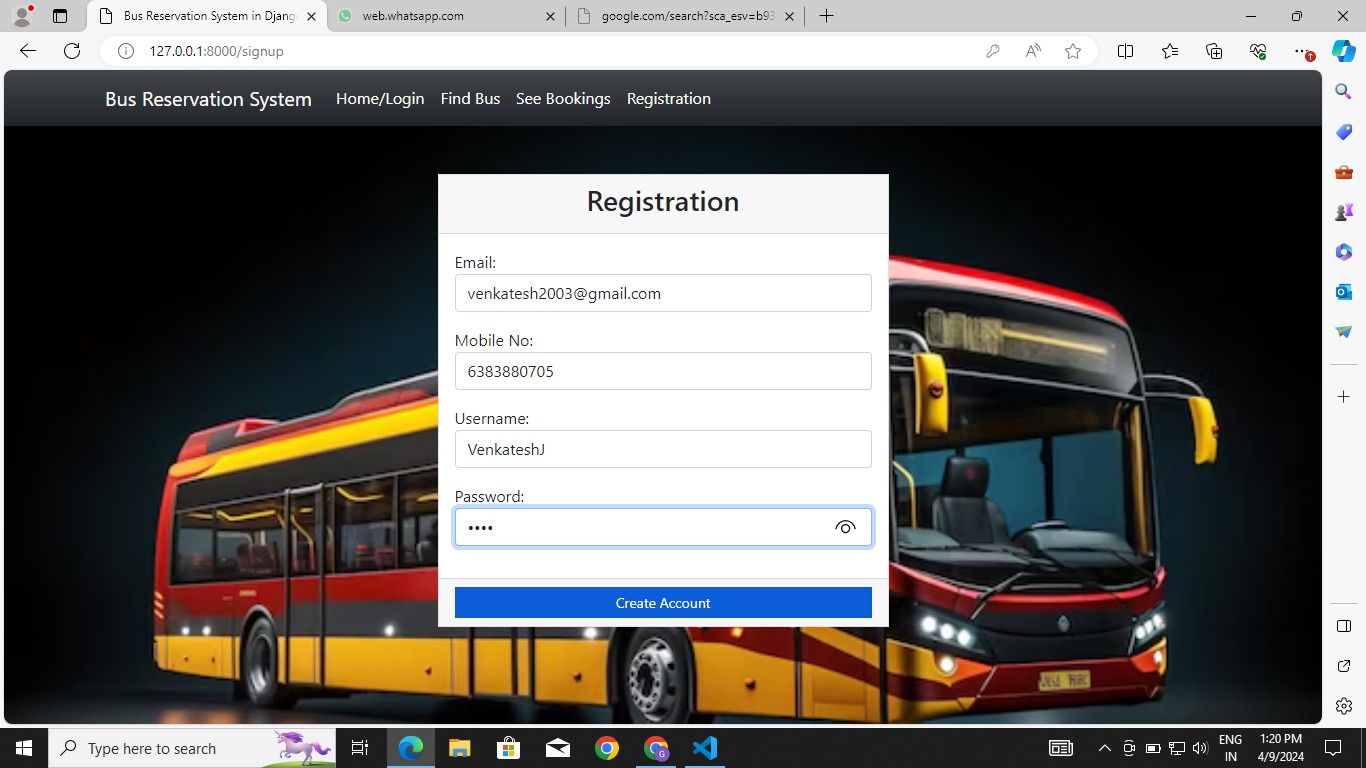 Bus Reservation System in Djang
web.whatsapp.com
google.com/search?sca_esv=b93
127.0.0.1:8000/signup
Bus Reservation System Home/Login Find Bus See Bookings Registration
Registration
Email:
venkatesh2003@gmail.com
Mobile No:
6383880705
Username:
VenkateshJ
Password:
••••
Create Account
Type here to search
ENG
IN
1:20 PM
4/9/2024